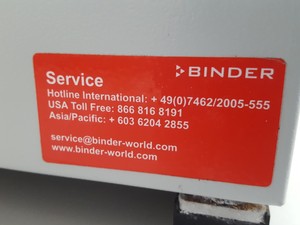 BINDER
Service
Hotline International: + 49(0)7462/2005-555
USA Toll Free: 866 816 8191
Asia/Pacific: + 603 6204 2855
service@binder-world.com
www.binder-world.com